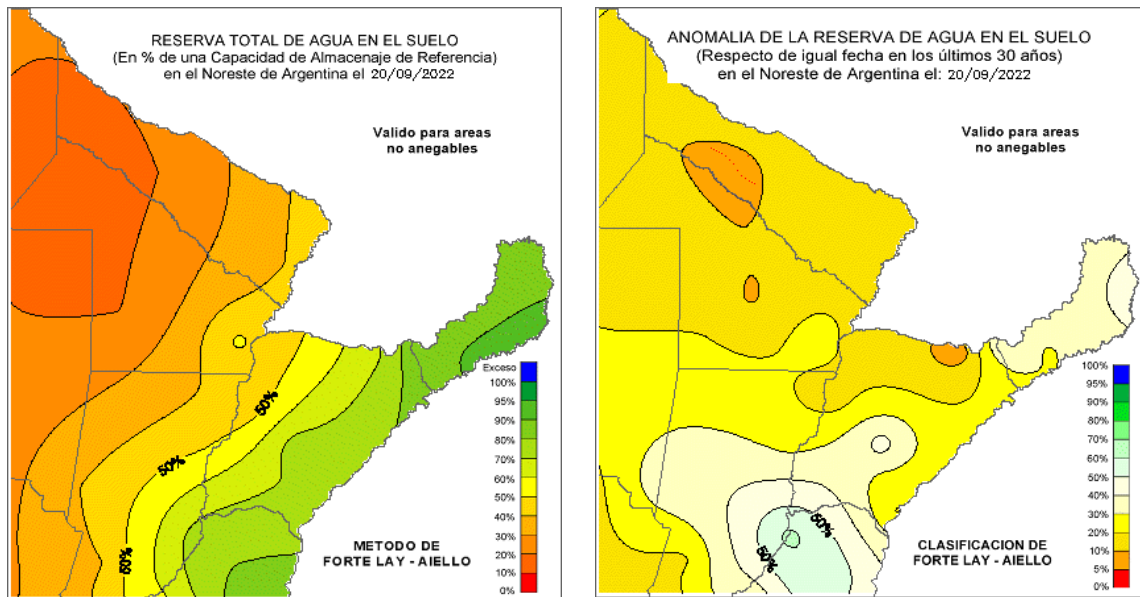 RESERVA TOTAL DE AGUA EN EL SUELO
(En % de una Capacidad de Almacenaje de Referencia)
en el Noreste de Argentina el 20/09/2022
Valido para areas
no anegables
50%
50%
50%
Exceso
100%
95%
90%
80%
70%
60%
50%
40%
30%
20%
10%
0%
METODO DE
FORTE LAY - AIELLO
ANOMALIA DE LA RESERVA DE AGUA EN EL SUELO
(Respecto de igual fecha en los últimos 30 años)
en el Noreste de Argentina el: 20/09/2022
Valido para areas
no anegables
50%
50%
100%
95%
90%
80%
70%
60%
50%
40%
30%
20%
10%
5%
0%
CLASIFICACION DE
FORTE LAY - AIELLO